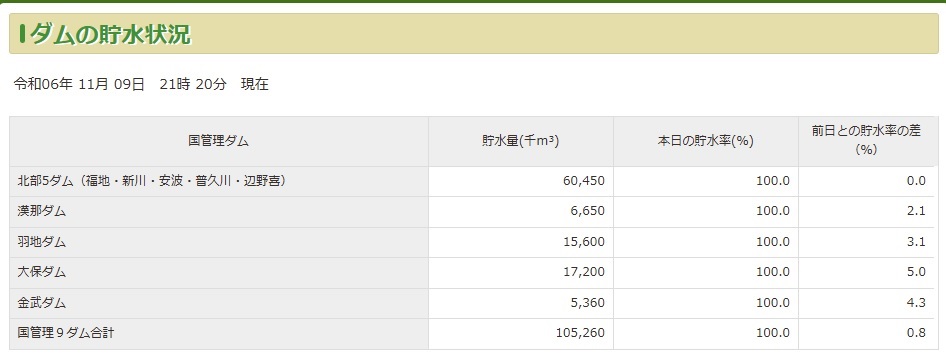 ダムの貯水状況
令和06年 11月 09日　21時 20分　現在
国管理ダム 貯水量(千m³) 本日の貯水率(%) 前日との貯水率の差
（%）
北部5ダム（福地・新川・安波・普久川・辺野喜） 60,450 100.0 0.0
漢那ダム 6,650 100.0 2.1
羽地ダム 15,600 100.0 3.1
大保ダム 17,200 100.0 5.0
金武ダム 5,360 100.0 4.3
国管理９ダム合計 105,260 100.0 0.8